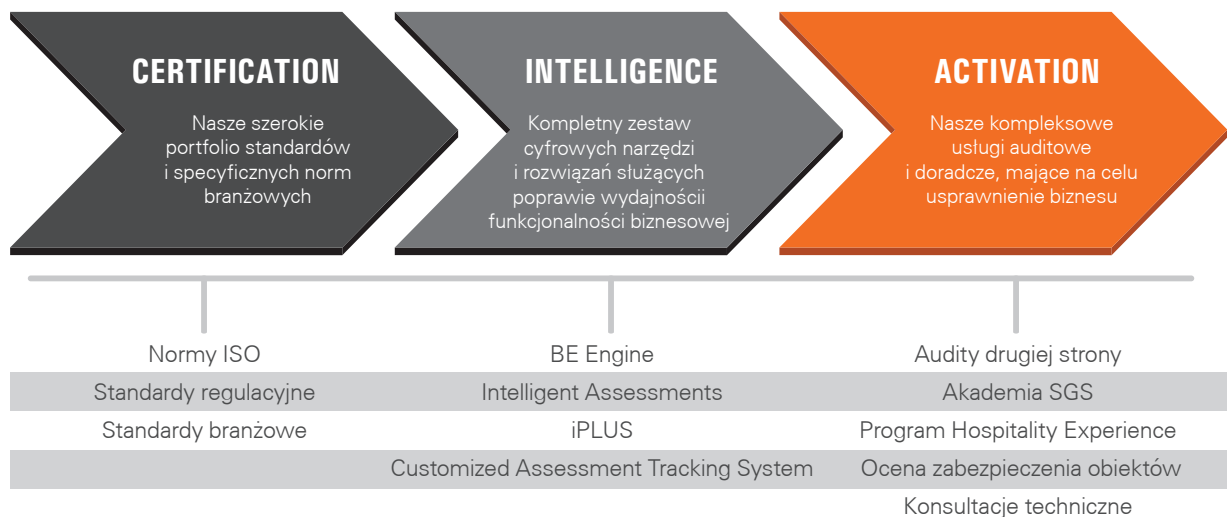 CERTIFICATION
Nasze szerokie
portfolio standardów
i specyficznych norm
branżowych
INTELLIGENCE
Kompletny zestaw
cyfrowych narzędzi
i rozwiązań służących
poprawie wydajnościi
funkcjonalności biznesowej
ACTIVATION
Nasze kompleksowe
usługi auditowe
i doradcze, mające na celu
usprawnienie biznesu
Normy ISO
Standardy regulacyjne
Standardy branżowe
BE Engine
Intelligent Assessments
iPLUS
Customized Assessment Tracking System
Audity drugiej strony
Akademia SGS
Program Hospitality Experience
Ocena zabezpieczenia obiektów
Konsultacje techniczne